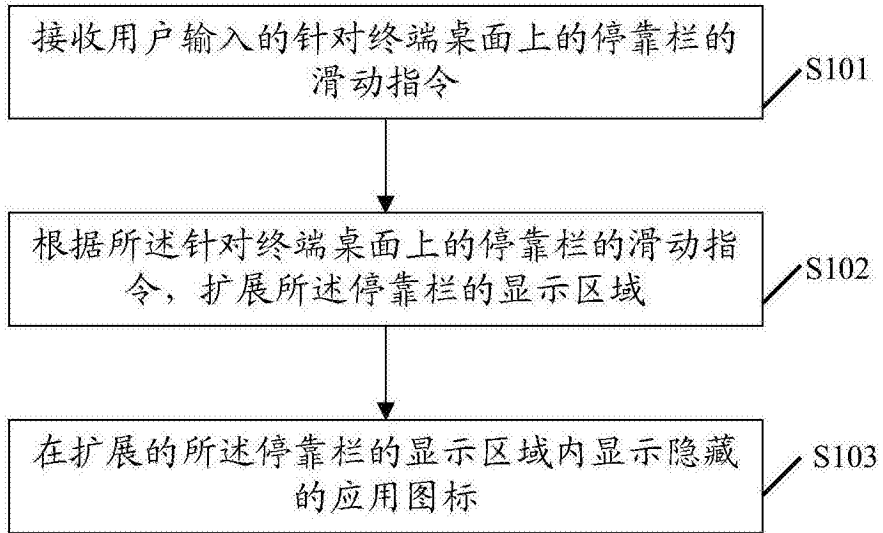 接收用户输入的针对终端桌面上的停靠栏的
滑动指令
S101
根据所述针对终端桌面上的停靠栏的滑动指
令，扩展所述停靠栏的显示区域
S102
在扩展的所述停靠栏的显示区域内显示隐藏
的应用图标
S103